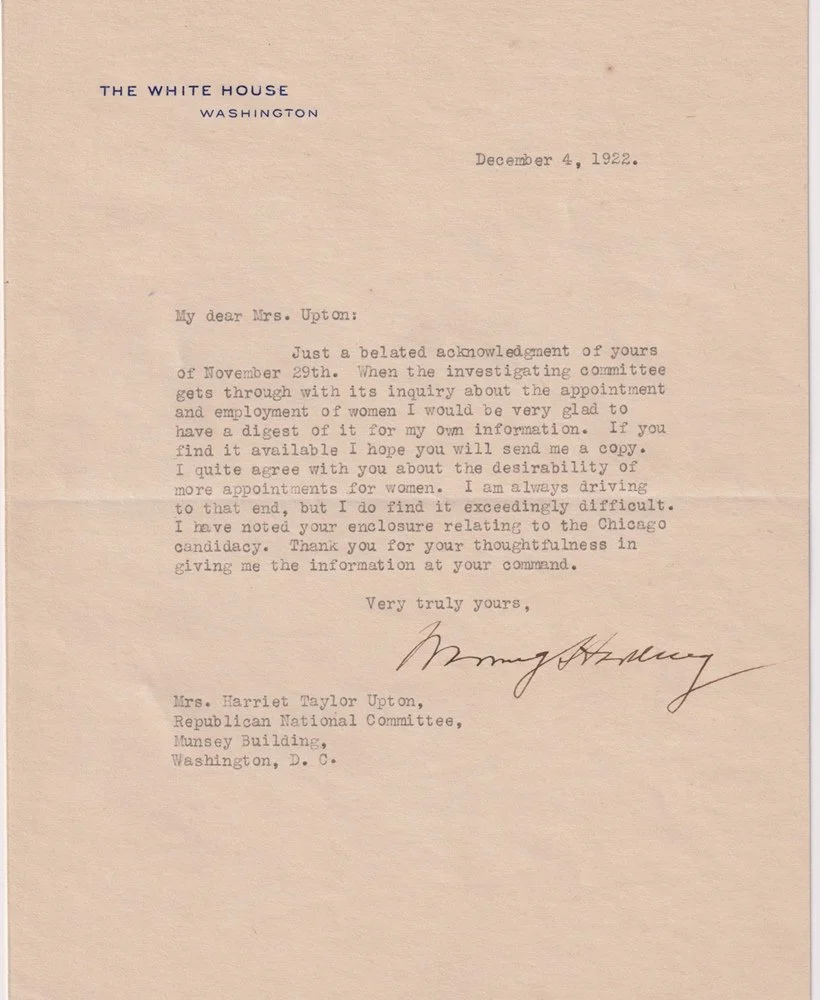 THE WHITE HOUSE
WASHINGTON
December 4, 1922.
My dear Mrs. Upton:
Just a belated acknowledgment of yours
of November 29th. When the investigating committee
gets through with its inquiry about the appointment
and employment of women I would be very glad to
have a digest of it for my own information. If you
find it available I hope you will send me a copy.
I quite agree with you about the desirability of
more appointments for women. I am always driving
to that end, but I do find it exceedingly difficult.
I have noted your enclosure relating to the Chicago
candidacy. Thank you for your thoughtfulness in
giving me the information at your command.
Very truly yours,
Warren G Harding
Mrs. Harriet Taylor Upton,
Republican National Committee,
Munsey Building,
Washington, D. C.